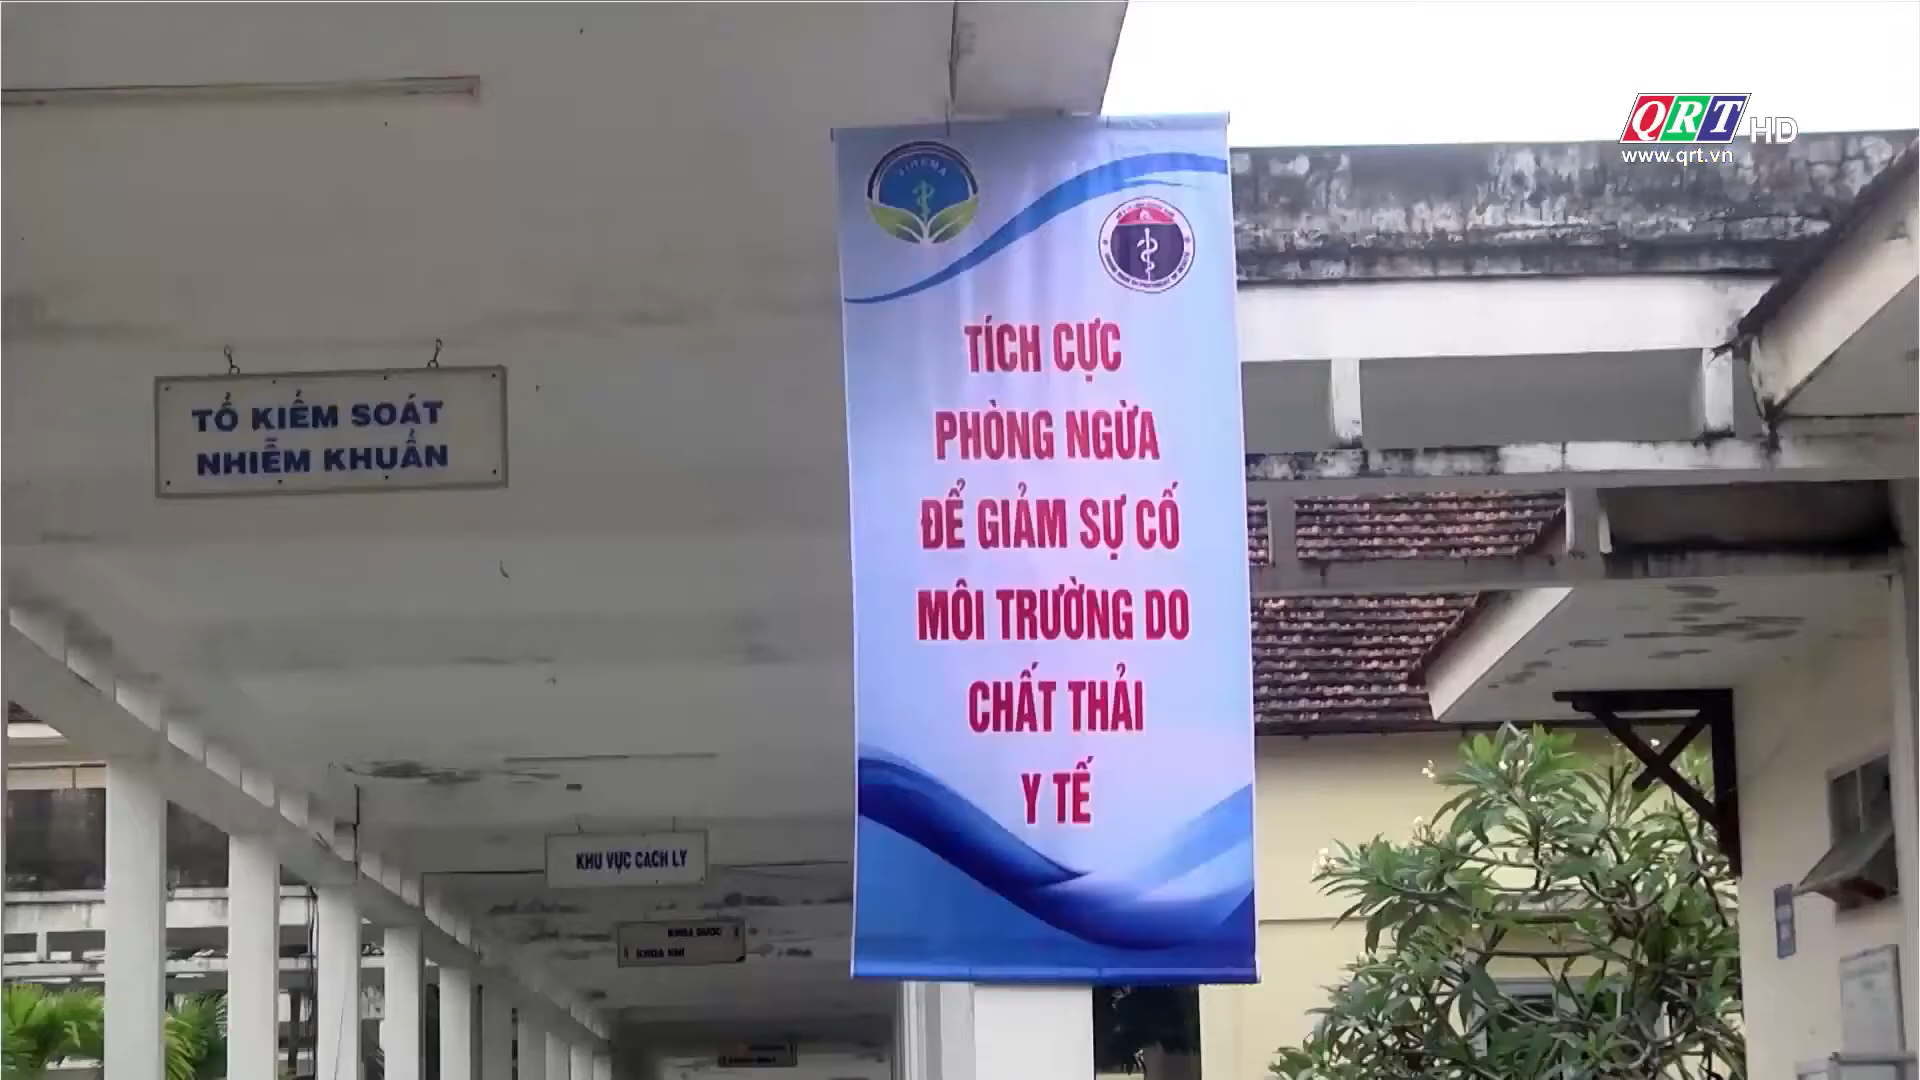 QRT HD
www.qrt.vn
VIHEMA
TÍCH CỰC
PHÒNG NGỪA
ĐỂ GIẢM SỰ CỐ
MÔI TRƯỜNG DO
CHẤT THẢI
Y TẾ
TỔ KIỂM SOÁT
NHIỄM KHUẨN
KHU VỰC CÁCH LY
KHOA DƯỢC
KHOA NHI